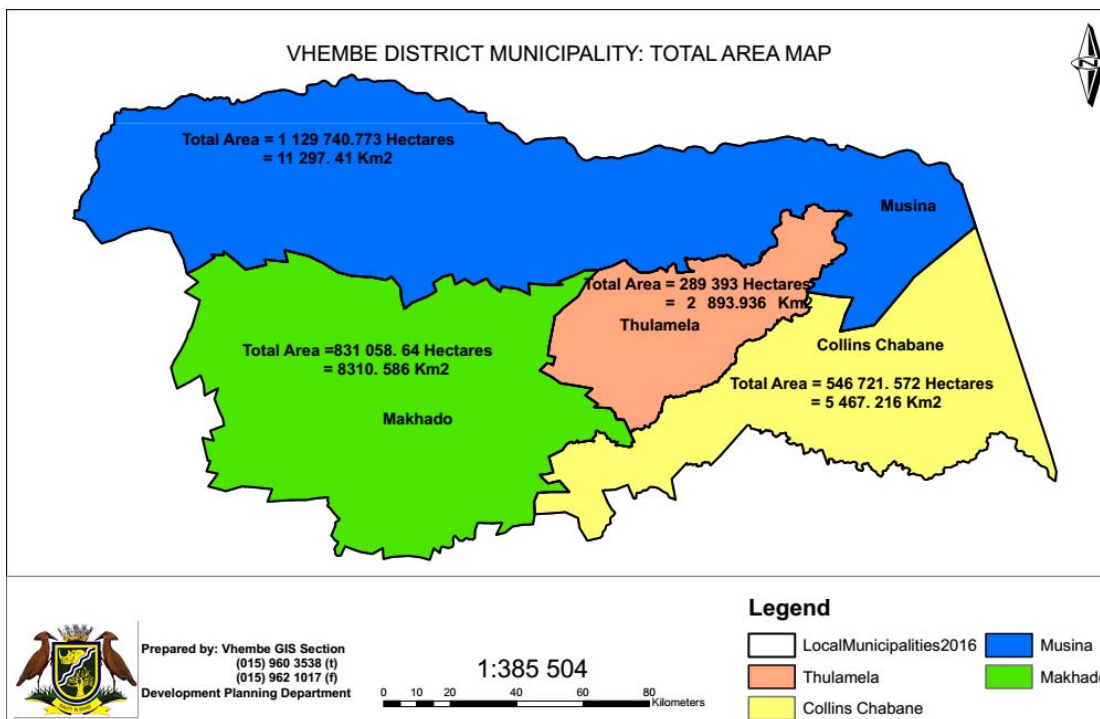 VHEMBE DISTRICT MUNICIPALITY: TOTAL AREA MAP
N
Total Area = 1 129 740.773 Hectares
= 11 297. 41 Km2
Musina
Total Area = 289 393 Hectares
= 2 893.936 Km2
Thulamela
Collins Chabane
Total Area =831 058. 64 Hectares
= 8310. 586 Km2
Makhado
Total Area = 546 721. 572 Hectares
= 5 467. 216 Km2
Prepared by: Vhembe GIS Section
(015) 960 3538 (t)
(015) 962 1017 (f)
Development Planning Department
1:385 504
0 10 20 40 60 80
Kilometers
Legend
LocalMunicipalities2016
Musina
Thulamela
Makhado
Collins Chabane